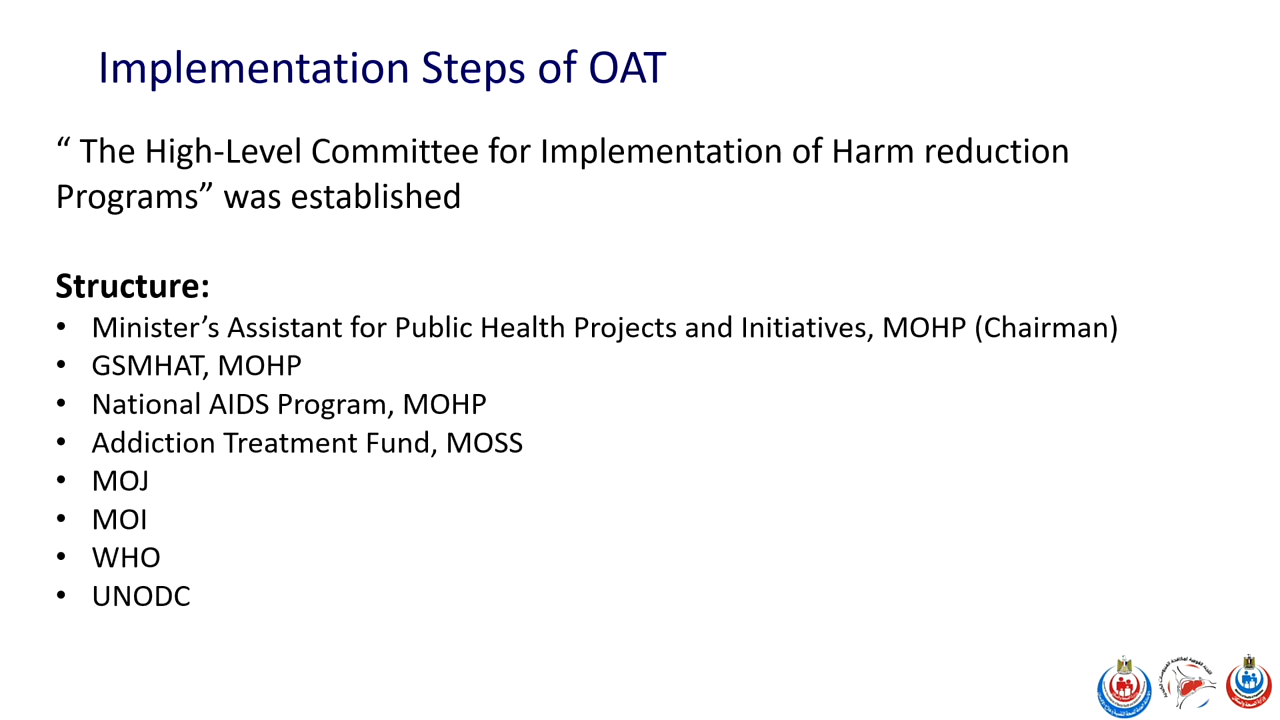 Implementation Steps of OAT
“ The High-Level Committee for Implementation of Harm reduction
Programs” was established
Structure:
• Minister’s Assistant for Public Health Projects and Initiatives, MOHP (Chairman)
• GSMHAT, MOHP
• National AIDS Program, MOHP
• Addiction Treatment Fund, MOSS
• MOJ
• MOI
• WHO
• UNODC